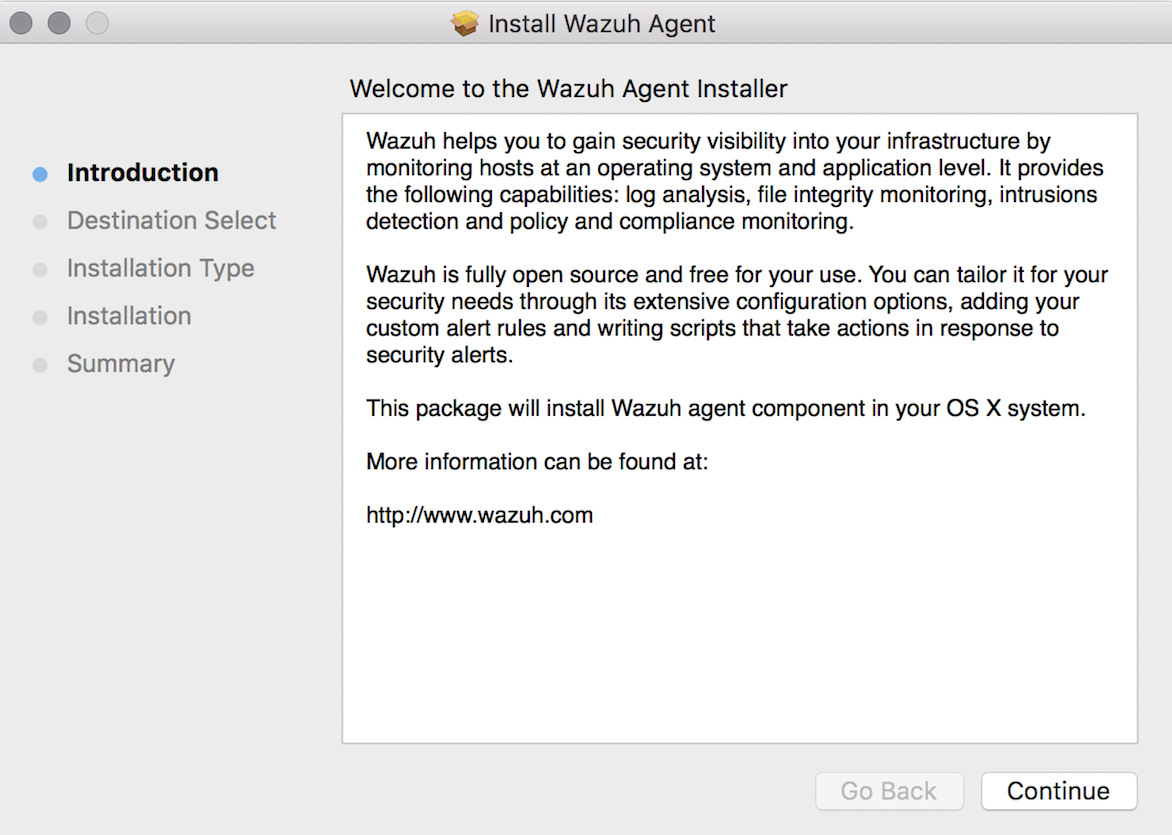 Install Wazuh Agent
Welcome to the Wazuh Agent Installer
Introduction
Destination Select
Installation Type
Installation
Summary
Wazuh helps you to gain security visibility into your infrastructure by
monitoring hosts at an operating system and application level. It provides
the following capabilities: log analysis, file integrity monitoring, intrusions
detection and policy and compliance monitoring.
Wazuh is fully open source and free for your use. You can tailor it for your
security needs through its extensive configuration options, adding your
custom alert rules and writing scripts that take actions in response to
security alerts.
This package will install Wazuh agent component in your OS X system.
More information can be found at:
http://www.wazuh.com
Go Back
Continue